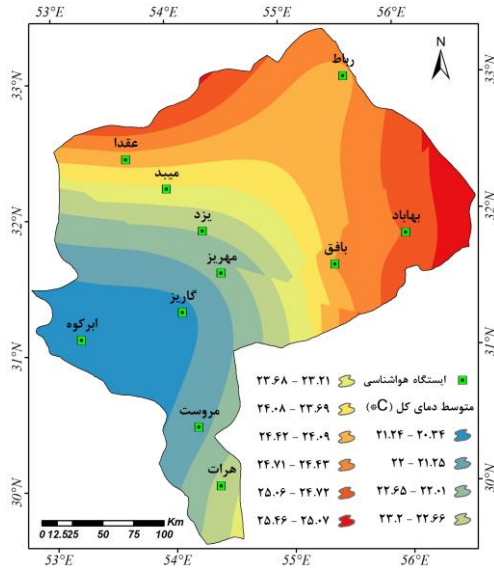 53°E 54°E 55°E 56°E
N
33°N 33°N
32°N 32°N
31°N 31°N
30°N 30°N
رباط
عقدا
میبد
یزد
بهاباد
بافق
مهریز
گاریز
ابرکوه
مروست
هرات
ایستگاه هواشناسی
متوسط دمای کل (C°)
۲۱.۲۴ - ۲۰.۳۴
۲۲ - ۲۱.۲۵
۲۲.۶۵ - ۲۲.۰۱
۲۳.۲ - ۲۲.۶۶
۲۳.۶۸ - ۲۳.۲۱
۲۴.۰۸ - ۲۳.۶۹
۲۴.۴۲ - ۲۴.۰۹
۲۴.۷۱ - ۲۴.۴۳
۲۵.۰۶ - ۲۴.۷۲
۲۵.۴۶ - ۲۵.۰۷
0 12.525 50 75 100
Km
53°E 54°E 55°E 56°E